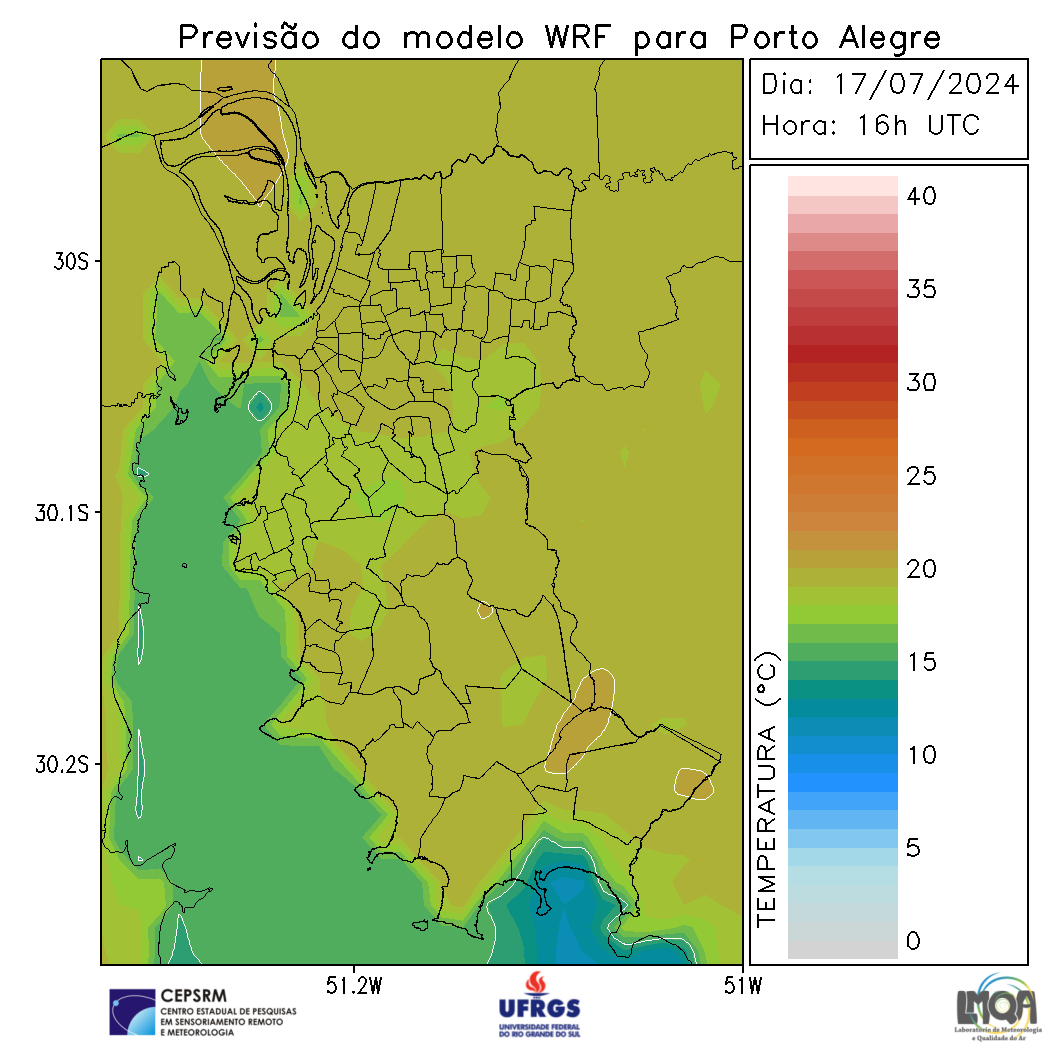 Previsão do modelo WRF para Porto Alegre
Dia: 17/07/2024
Hora: 16h UTC
40
35
30
25
20
15
10
5
0
TEMPERATURA (°C)
30S
30.1S
30.2S
51.2W
51W
CEPSRM
CENTRO ESTADUAL DE PESQUISAS
EM SENSORIAMENTO REMOTO
E METEOROLOGIA
UFRGS
UNIVERSIDADE FEDERAL
DO RIO GRANDE DO SUL
LMQA
Laboratório de Meteorologia
e Qualidade do Ar